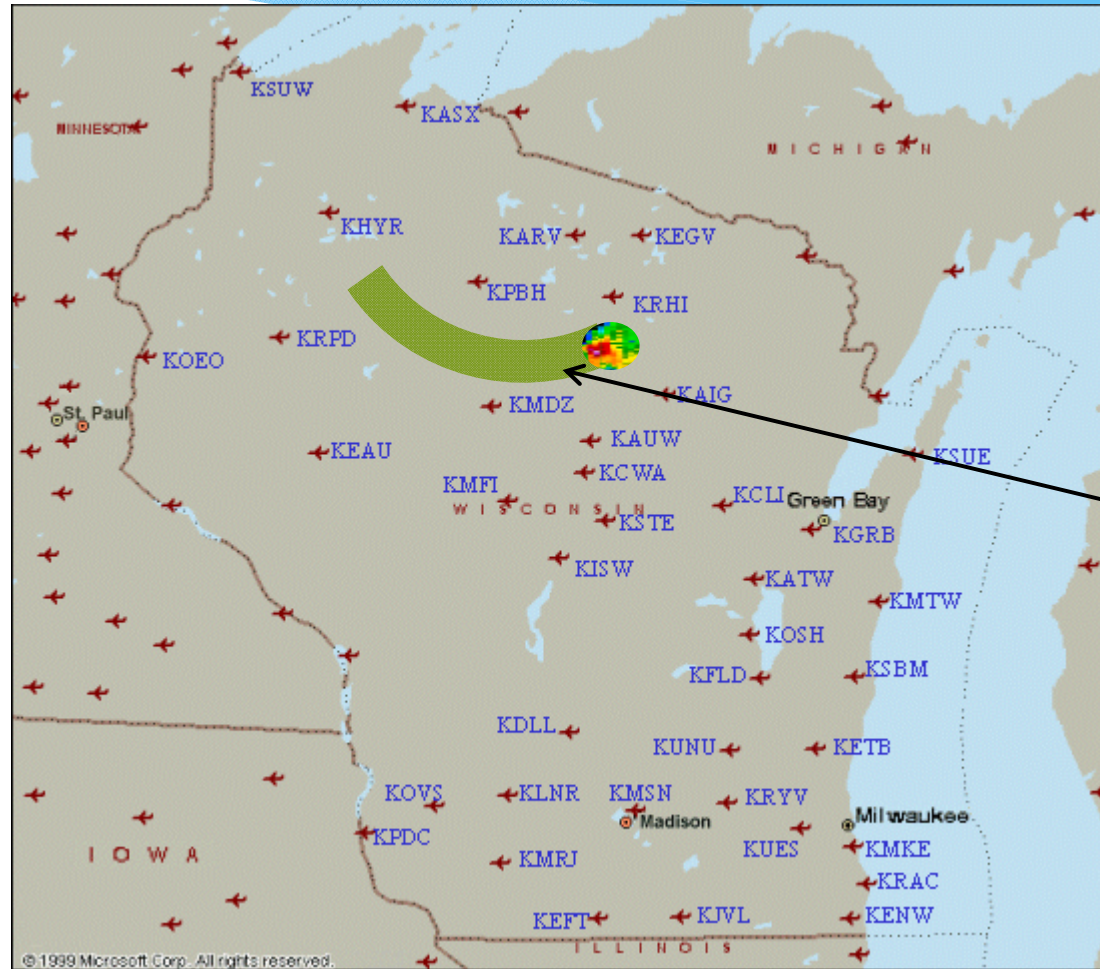 KSUW
KASX
MINNESOTA
MICHIGAN
KHYR
KARV
KEGV
KPBH
KRHI
KRPD
KOEO
KAIG
KMDZ
St. Paul
KAUW
KEAU
KSUE
KCWA
KMFI
KCLI
Green Bay
WISCONSIN
KSTE
KGRB
KISW
KATW
KMTW
KOSH
KFLD
KSBM
KDLL
KUNU
KETB
KOVS
KLNR
KMSN
KRYV
Madison
Milwaukee
KPDC
KUES
KMKE
IOWA
KMRJ
KRAC
KEFT
KJVL
KENW
ILLINOIS
© 1999 Microsoft Corp. All rights reserved.